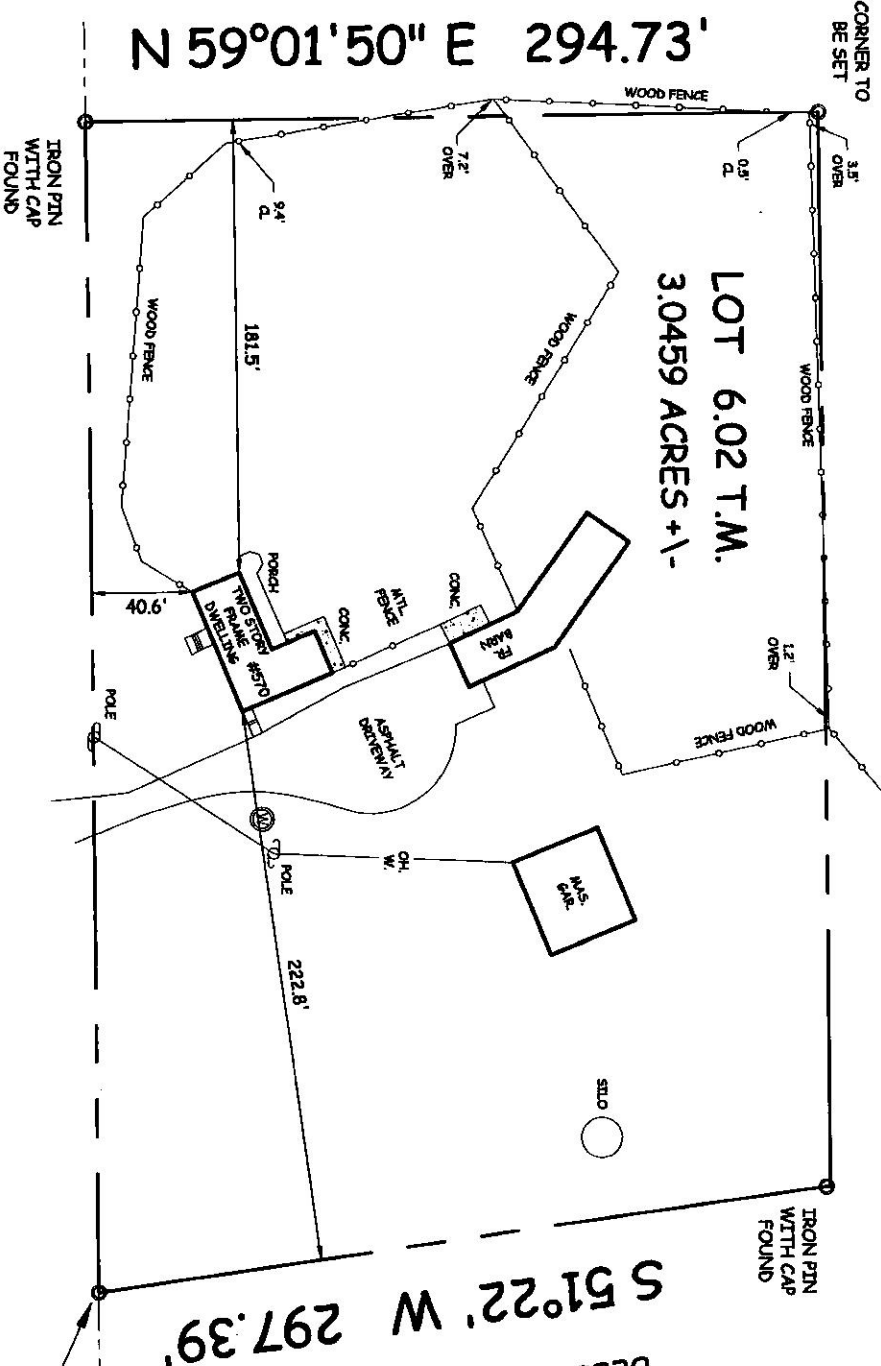 N 59°01'50" E 294.73'
CORNER TO
BE SET
WOOD FENCE
3.5'
OVER
0.5'
CL
7.2'
OVER
IRON PIN
WITH CAP
FOUND
9.4'
CL
LOT 6.02 T.M.
3.0459 ACRES +\-
WOOD FENCE
WOOD FENCE
WOOD FENCE
181.5'
40.6'
PORCH
TWO STORY
FRAME #570
DWELLING
CONC.
MTL.
FENCE
CONC.
FR.
BARN
1.2'
OVER
WOOD FENCE
ASPHALT
DRIVEWAY
POLE
W
POLE
O.H.
W.
MAS.
GAR.
222.8'
SILO
IRON PIN
WITH CAP
FOUND
S 51°22' W 297.39'